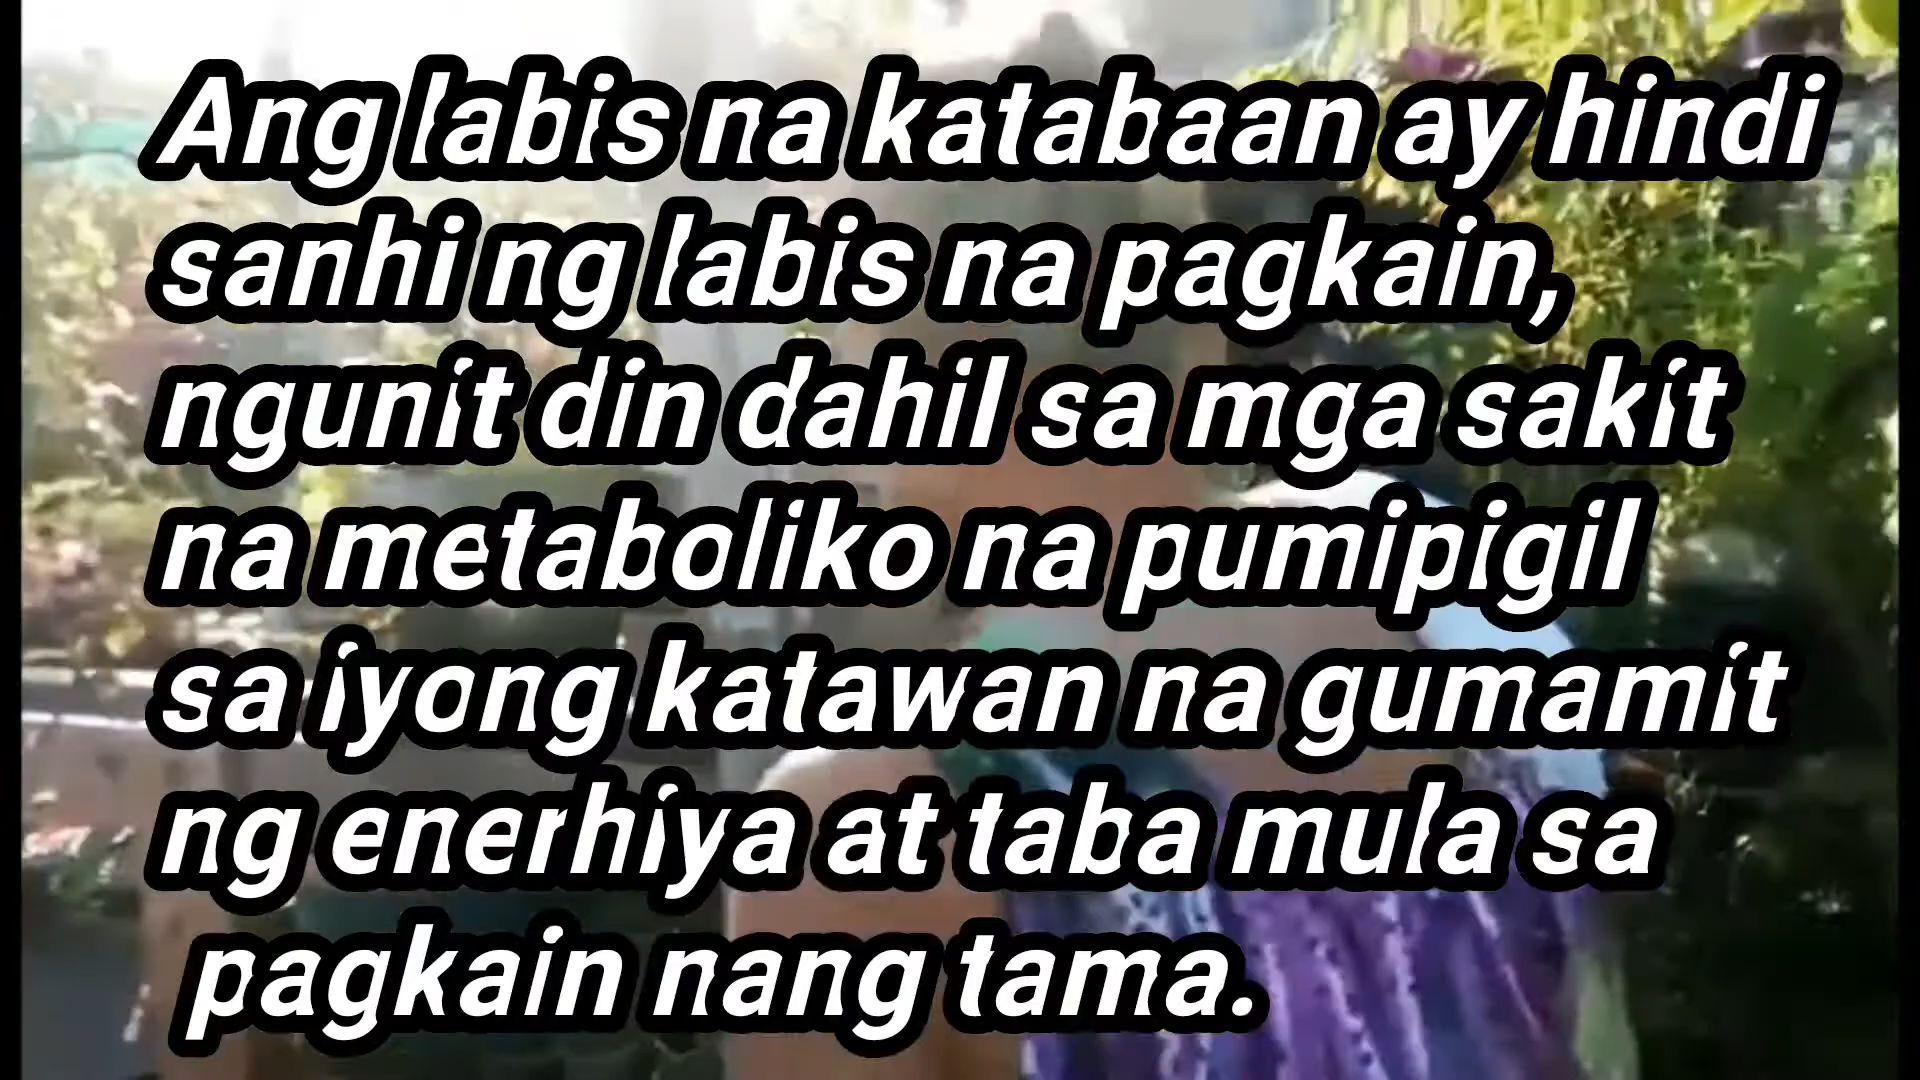 Ang labis na katabaan ay hindi
sanhi ng labis na pagkain,
ngunit din dahil sa mga sakit
na metaboliko na pumipigil
sa iyong katawan na gumamit
ng enerhiya at taba mula sa
pagkain nang tama.